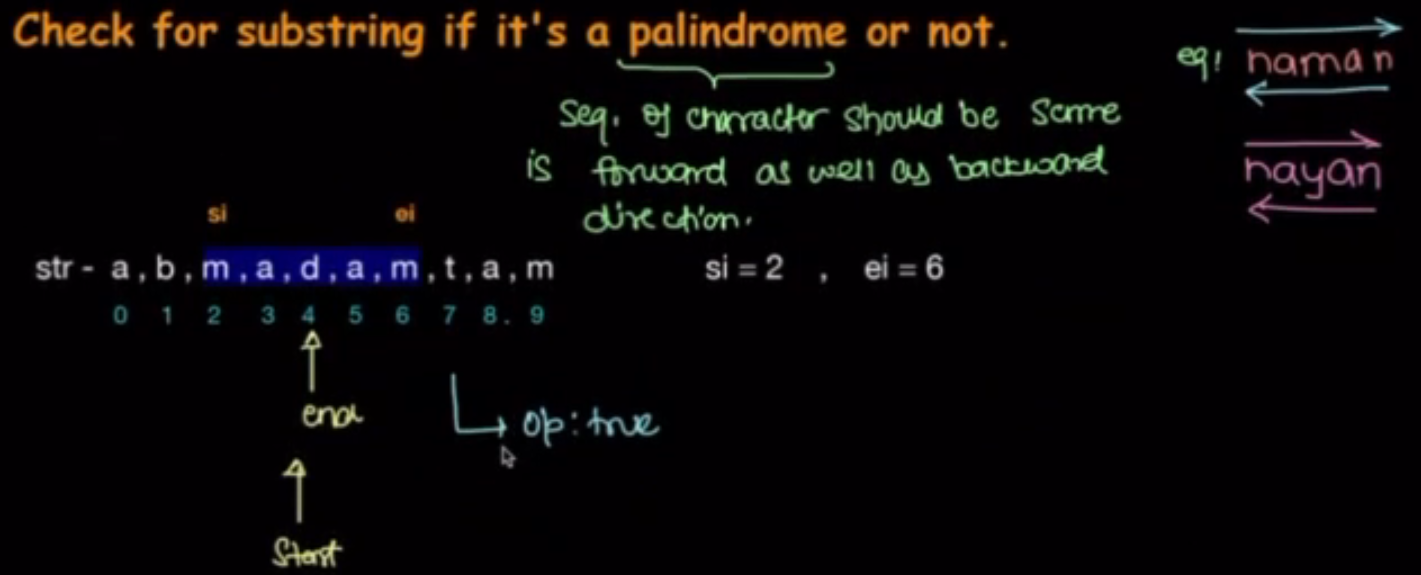 Check for substring if it's a palindrome or not.
eg! naman
seq. of character should be same
is forward as well as backward
direction.
nayan
si ei
str - a , b , m , a , d , a , m , t , a , m
si = 2 , ei = 6
0 1 2 3 4 5 6 7 8 . 9
end
op: true
Start